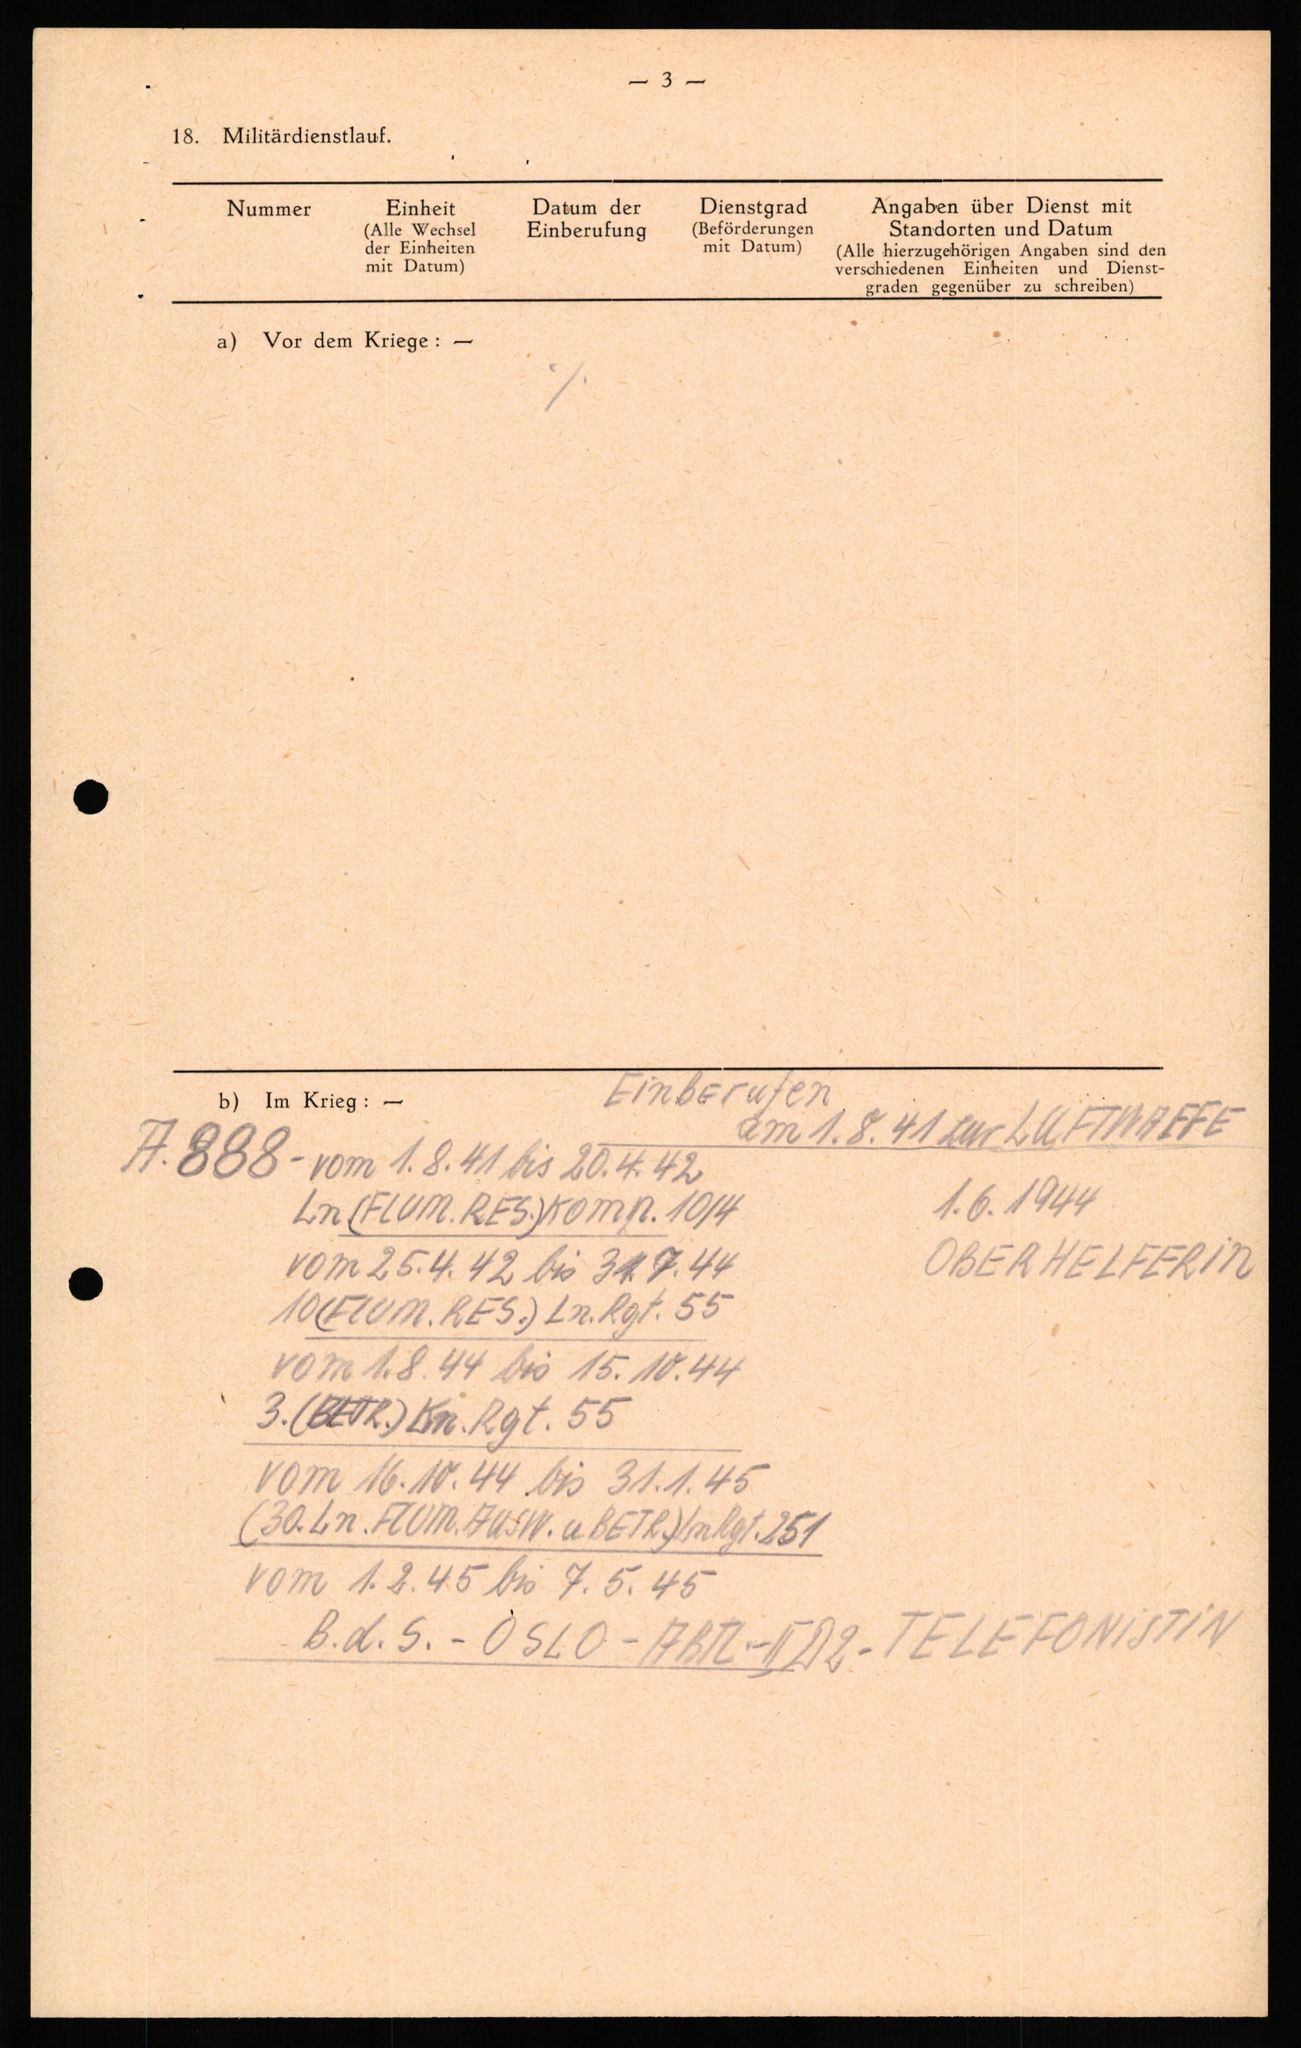 — 3 —
18. Militärdienstlauf.
Nummer
Einheit
(Alle Wechsel
der Einheiten
mit Datum)
Datum der
Einberufung
Dienstgrad
(Beförderungen
mit Datum)
Angaben über Dienst mit
Standorten und Datum
(Alle hierzugehörigen Angaben sind den
verschiedenen Einheiten und Dienst-
graden gegenüber zu schreiben)
a) Vor dem Kriege: —
·/.
b) Im Krieg: —
Einberufen
am 1.8.41 zur LUFTWAFFE
A.888 - vom 1.8.41 bis 20.4.42
Ln (FLUM. RES.) Komp. 10/4
1.6.1944
vom 25.4.42 bis 31.7.44
OBERHELFERIN
10(FLUM. RES.) Ln. Rgt. 55
vom 1.8.44 bis 15.10.44
3. (BETR.) Ln. Rgt. 55
vom 16.10.44 bis 31.1.45
(30. Ln. FLUM. AUSW. u BETR.) Ln Rgt. 251
vom 1.2.45 bis 7.5.45
B.d.S. - OSLO - ABTL. - II D2 - TELEFONISTIN